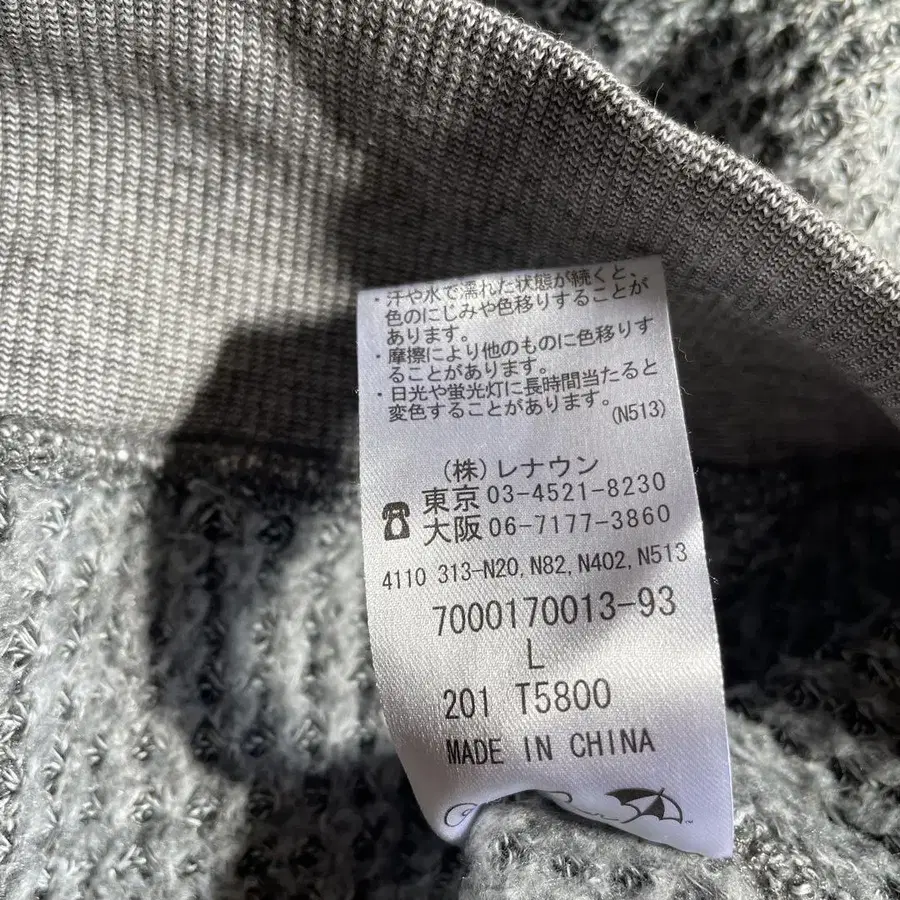 ・汗や水で濡れた状態が続くと、
色のにじみや色移りすることが
あります。
・摩擦により他のものに色移りす
ることがあります。
・日光や蛍光灯に長時間当たると
変色することがあります。
(N513)
(株)レナウン
東京 03-4521-8230
大阪 06-7177-3860
4110 313-N20, N82, N402, N513
7000170013-93
L
201 T5800
MADE IN CHINA